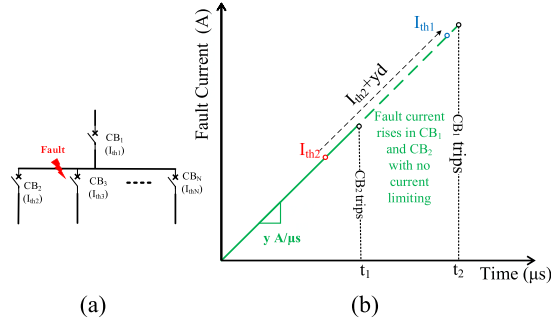 CB1
(Ith1)
Fault
CB2
(Ith2)
CB3
(Ith3)
CBN
(IthN)
(a)
Fault Current (A)
Ith1
Ith2+yd
Ith2
Fault current
rises in CB1
and CB2
with no
current
limiting
CB2 trips
CB1 trips
y A/µs
t1
t2
Time (µs)
(b)